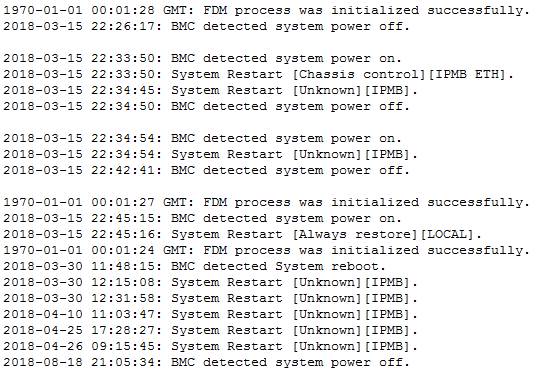 1970-01-01 00:01:28 GMT: FDM process was initialized successfully.
2018-03-15 22:26:17: BMC detected system power off.
2018-03-15 22:33:50: BMC detected system power on.
2018-03-15 22:33:50: System Restart [Chassis control][IPMB ETH].
2018-03-15 22:34:45: System Restart [Unknown][IPMB].
2018-03-15 22:34:50: BMC detected system power off.
2018-03-15 22:34:54: BMC detected system power on.
2018-03-15 22:34:54: System Restart [Unknown][IPMB].
2018-03-15 22:42:41: BMC detected system power off.
1970-01-01 00:01:27 GMT: FDM process was initialized successfully.
2018-03-15 22:45:15: BMC detected system power on.
2018-03-15 22:45:16: System Restart [Always restore][LOCAL].
1970-01-01 00:01:24 GMT: FDM process was initialized successfully.
2018-03-30 11:48:15: BMC detected System reboot.
2018-03-30 12:15:08: System Restart [Unknown][IPMB].
2018-03-30 12:31:58: System Restart [Unknown][IPMB].
2018-04-10 11:03:47: System Restart [Unknown][IPMB].
2018-04-25 17:28:27: System Restart [Unknown][IPMB].
2018-04-26 09:15:45: System Restart [Unknown][IPMB].
2018-08-18 21:05:34: BMC detected system power off.